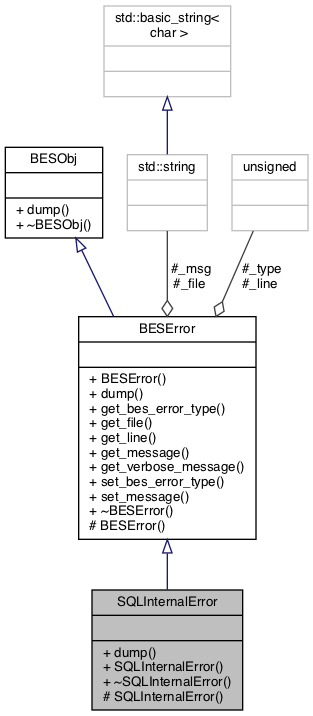 std::basic_string<
char >
BESObj
+ dump()
+ ~BESObj()
std::string
unsigned
#_msg
#_file
#_type
#_line
BESError
+ BESError()
+ dump()
+ get_bes_error_type()
+ get_file()
+ get_line()
+ get_message()
+ get_verbose_message()
+ set_bes_error_type()
+ set_message()
+ ~BESError()
# BESError()
SQLInternalError
+ dump()
+ SQLInternalError()
+ ~SQLInternalError()
# SQLInternalError()